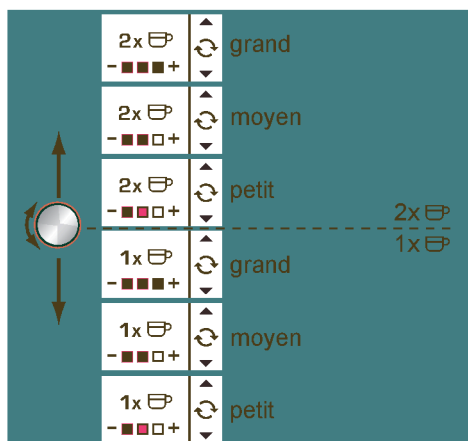 2x
- +
grand
2x
- +
moyen
2x
- +
petit
2x
1x
1x
- +
grand
1x
- +
moyen
1x
- +
petit